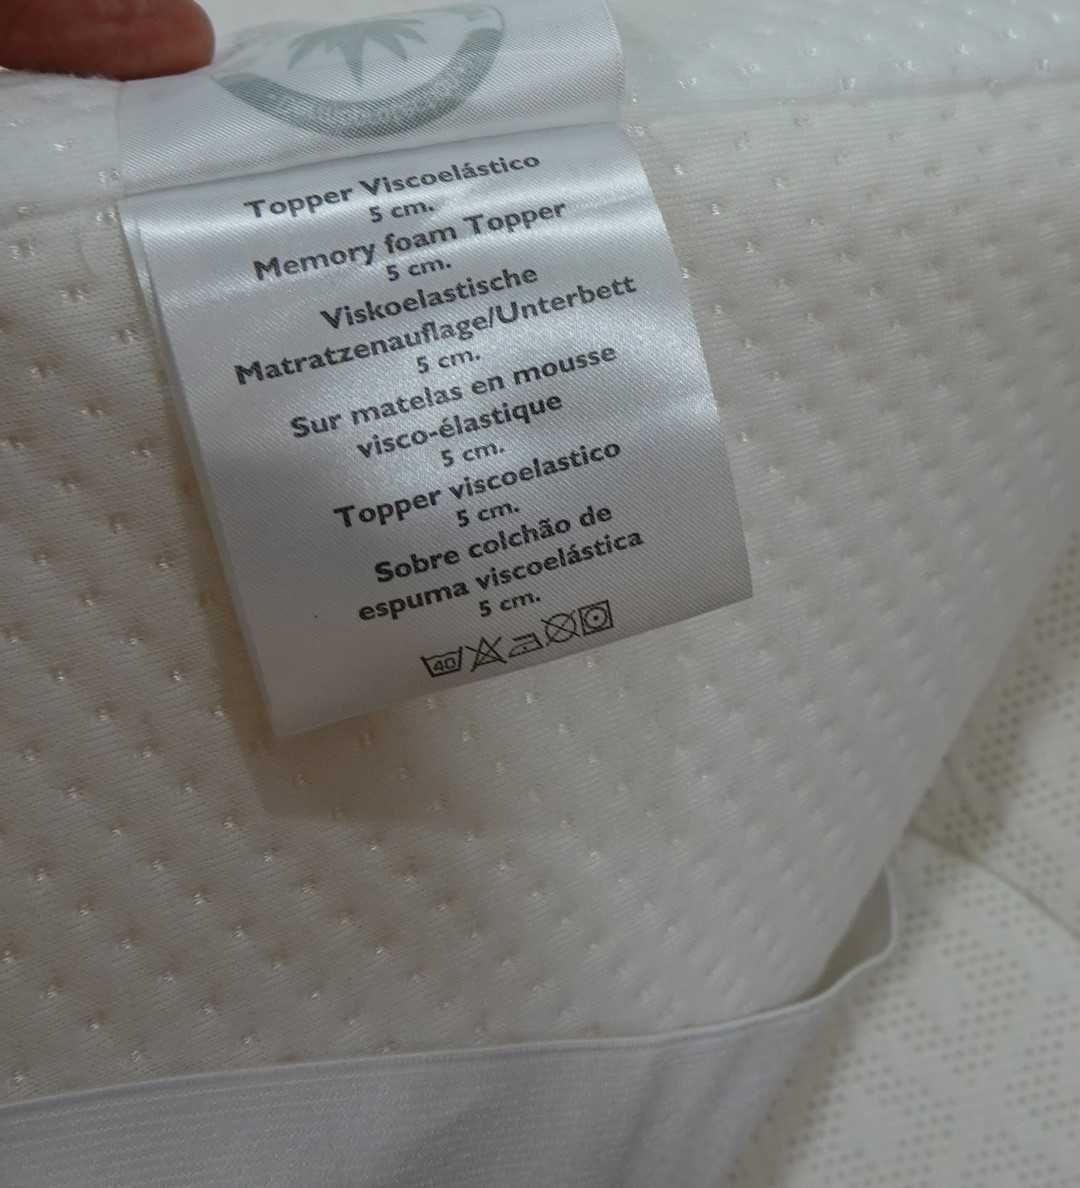 Topper Viscoelástico
5 cm.
Memory foam Topper
5 cm.
Viskoelastische
Matratzenauflage/Unterbett
5 cm.
Sur matelas en mousse
visco-élastique
5 cm.
Topper viscoelastico
5 cm.
Sobre colchão de
espuma viscoelástica
5 cm.
40